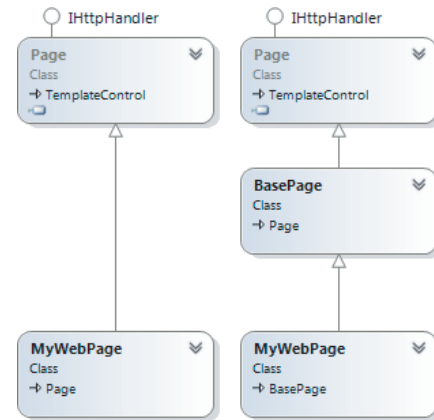 IHttpHandler
Page
Class
TemplateControl
MyWebPage
Class
Page
IHttpHandler
Page
Class
TemplateControl
BasePage
Class
Page
MyWebPage
Class
BasePage